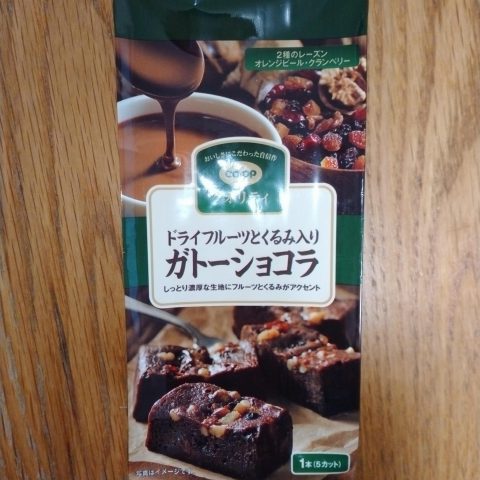 2種のレーズン
オレンジピール・クランベリー
おいしさにこだわった自信作
CO・OP
クオリティ
ドライフルーツとくるみ入り
ガトーショコラ
しっとり濃厚な生地にフルーツとくるみがアクセント
写真はイメージです
1本(5カット)